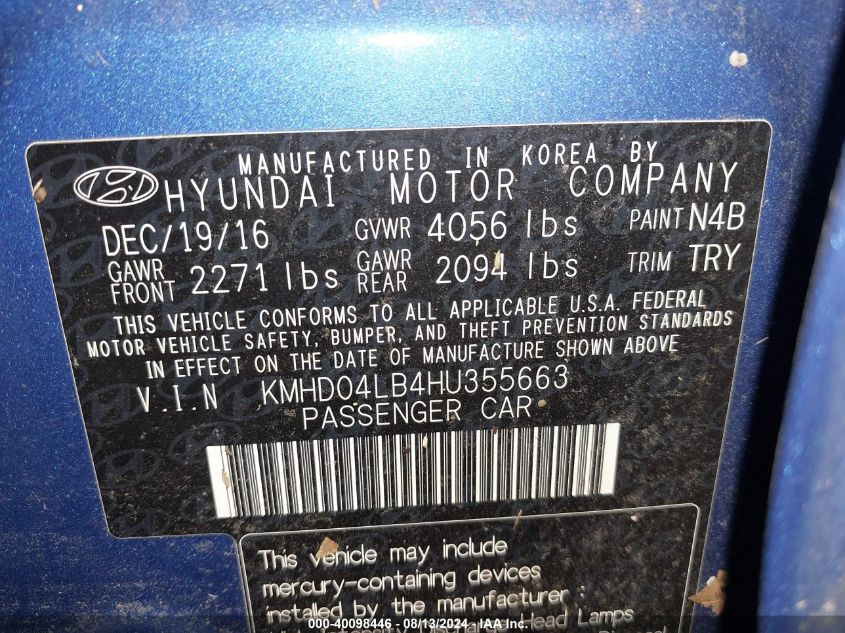 MANUFACTURED IN KOREA BY
HYUNDAI MOTOR COMPANY
DEC/19/16 GVWR 4056 lbs PAINT N4B
GAWR FRONT 2271 lbs GAWR REAR 2094 lbs TRIM TRY
THIS VEHICLE CONFORMS TO ALL APPLICABLE U.S.A. FEDERAL
MOTOR VEHICLE SAFETY, BUMPER, AND THEFT PREVENTION STANDARDS
IN EFFECT ON THE DATE OF MANUFACTURE SHOWN ABOVE
V.I.N KMHD04LB4HU355663
PASSENGER CAR
This vehicle may include
mercury-containing devices
installed by the manufacturer :
Head Lamps
000-40098446 - 08/13/2024 - IAA Inc.